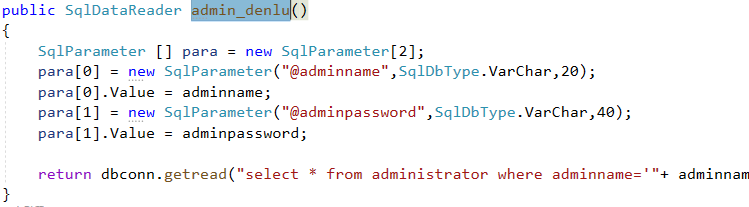 public SqlDataReader admin_denlu()
{
SqlParameter [] para = new SqlParameter[2];
para[0] = new SqlParameter("@adminname",SqlDbType.VarChar,20);
para[0].Value = adminname;
para[1] = new SqlParameter("@adminpassword",SqlDbType.VarChar,40);
para[1].Value = adminpassword;
return dbconn.getread("select * from administrator where adminname='"+ adminnam
}